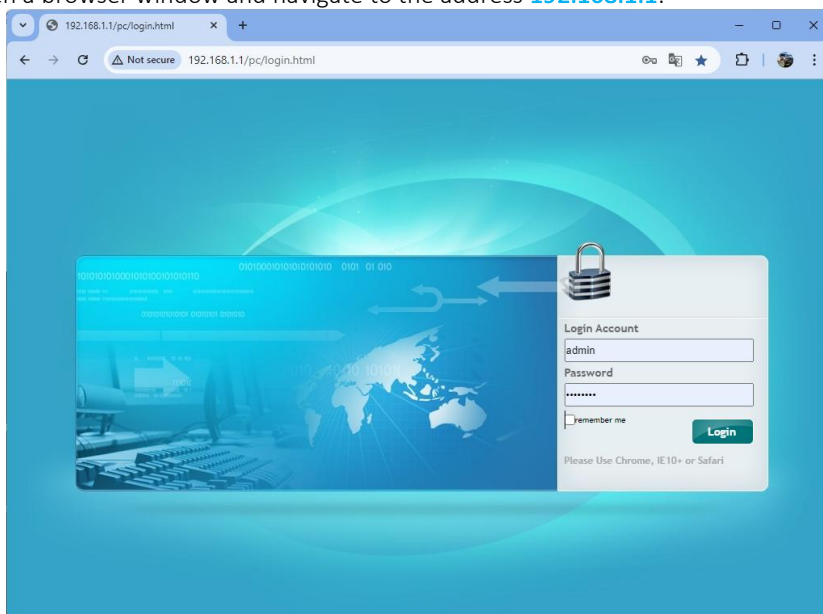 n a browser window and navigate to the address 192.168.1.1.
192.168.1.1/pc/login.html
Not secure 192.168.1.1/pc/login.html
0101000101010101010 0101 01 010
Login Account
admin
Password
••••••••
remember me
Login
Please Use Chrome, IE10+ or Safari